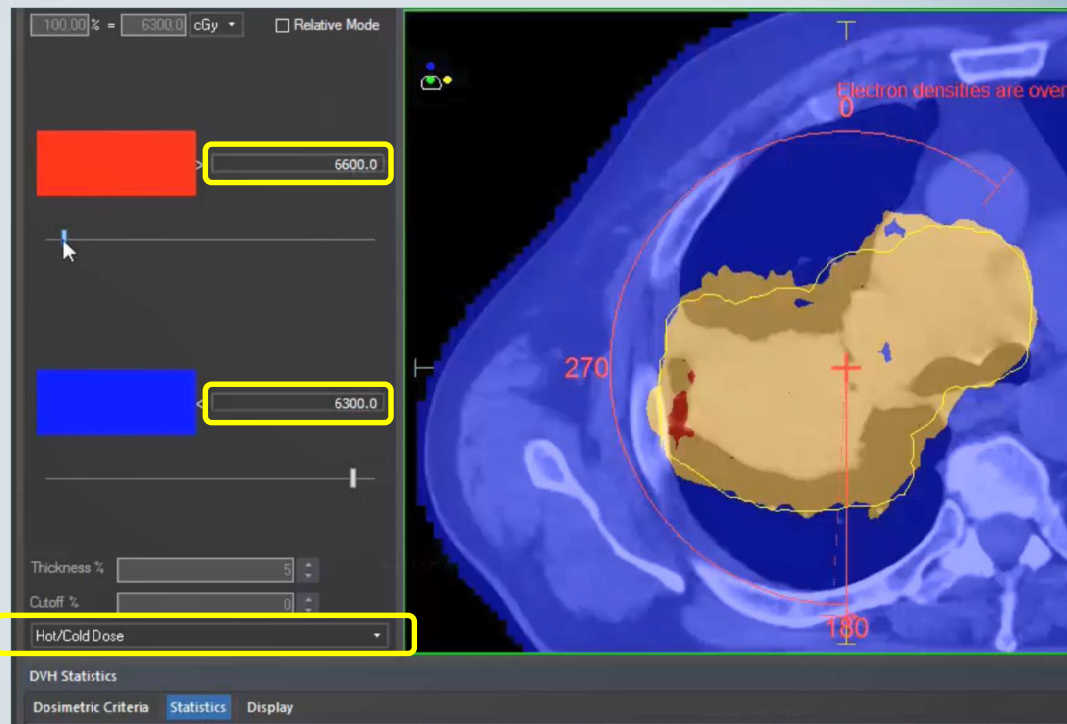 100.00 % = 6300.0 cGy Relative Mode
> 6600.0
< 6300.0
Thickness % 5
Cutoff % 0
Hot/Cold Dose
DVH Statistics
Dosimetric Criteria Statistics Display
Electron densities are over
0
270
180